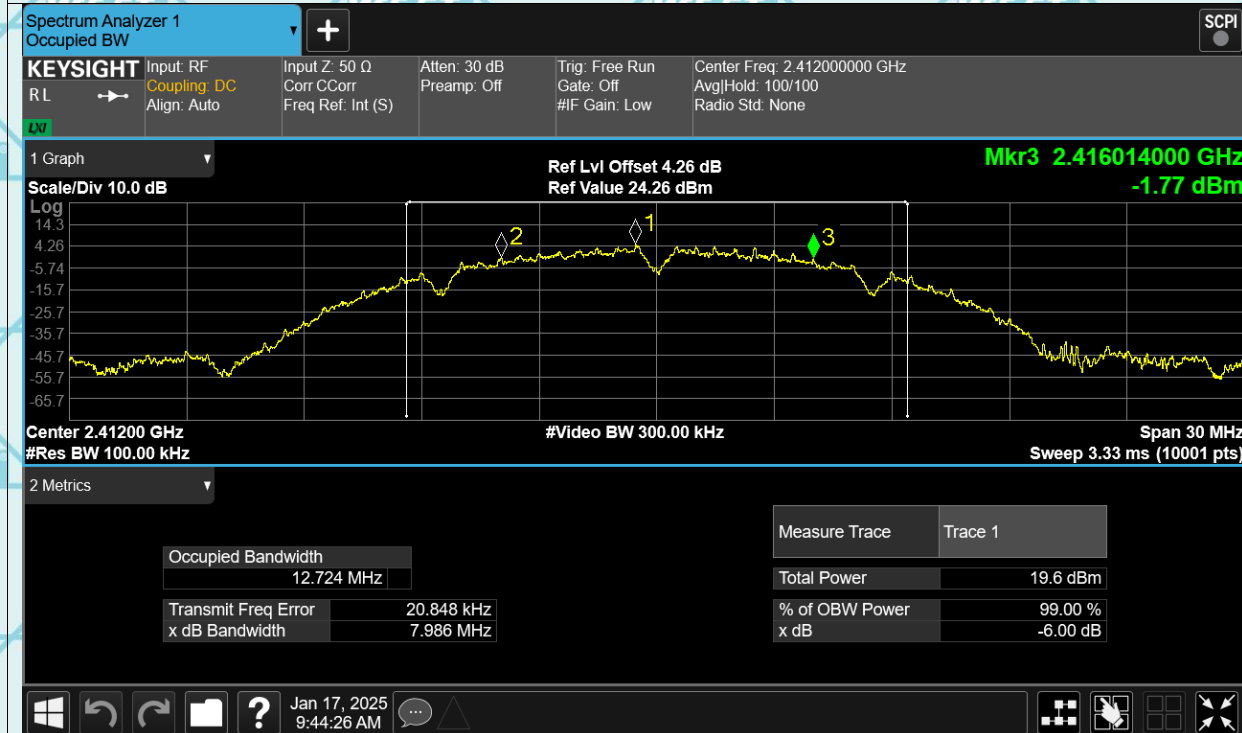 Spectrum Analyzer 1
Occupied BW
▼
+
SCPI
KEYSIGHT
R L
LXI
Input: RF
Coupling: DC
Align: Auto
Input Z: 50 Ω
Corr CCorr
Freq Ref: Int (S)
Atten: 30 dB
Preamp: Off
Trig: Free Run
Gate: Off
#IF Gain: Low
Center Freq: 2.412000000 GHz
Avg|Hold: 100/100
Radio Std: None
1 Graph
▼
Scale/Div 10.0 dB
Ref Lvl Offset 4.26 dB
Ref Value 24.26 dBm
Mkr3 2.416014000 GHz
-1.77 dBm
Log
14.3
4.26
-5.74
-15.7
-25.7
-35.7
-45.7
-55.7
-65.7
2
1
3
Center 2.41200 GHz
#Video BW 300.00 kHz
Span 30 MHz
#Res BW 100.00 kHz
Sweep 3.33 ms (10001 pts)
2 Metrics
▼
Occupied Bandwidth
12.724 MHz
Transmit Freq Error 20.848 kHz
x dB Bandwidth 7.986 MHz
Measure Trace Trace 1
Total Power 19.6 dBm
% of OBW Power 99.00 %
x dB -6.00 dB
?
Jan 17, 2025
9:44:26 AM